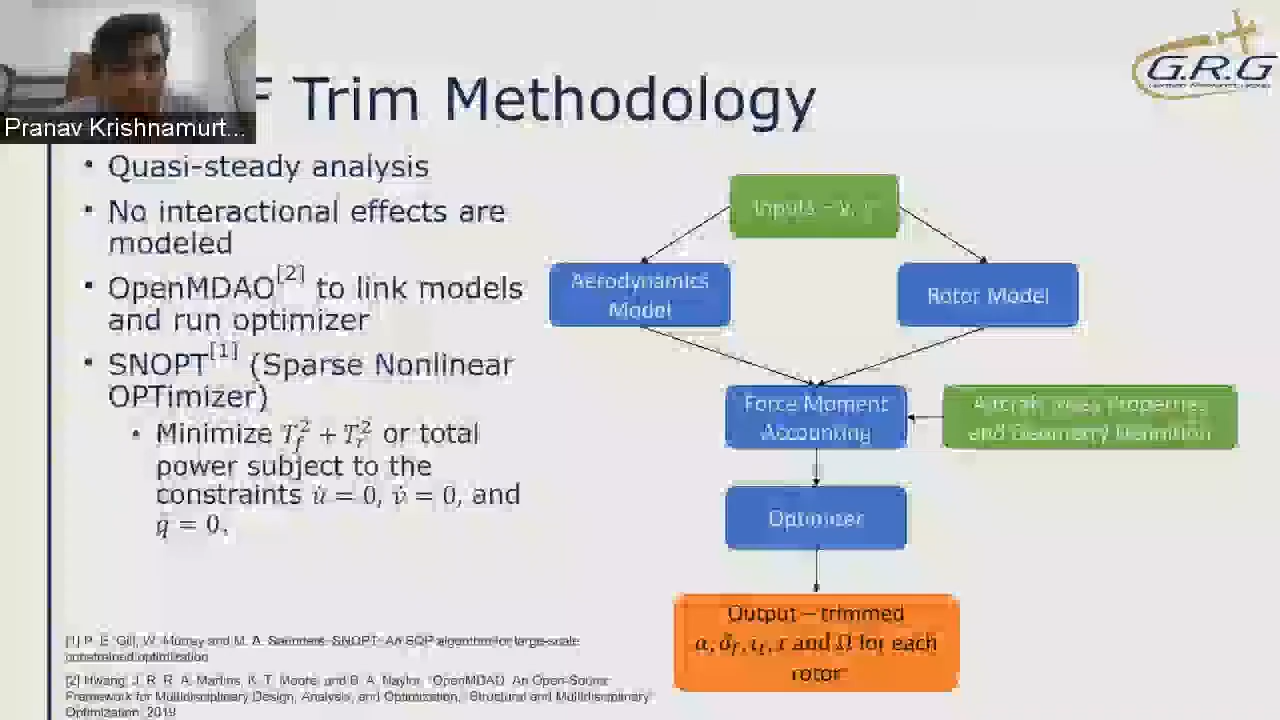 Pranav Krishnamurt...
F Trim Methodology
G.R.G
• Quasi-steady analysis
• No interactional effects are
modeled
• OpenMDAO[2] to link models
and run optimizer
• SNOPT[1] (Sparse Nonlinear
OPTimizer)
• Minimize T_f^2 + T_r^2 or total
power subject to the
constraints u̇ = 0, v̇ = 0, and
q̇ = 0.
Inputs – V,
Aerodynamics
Model
Rotor Model
Force Moment
Accounting
Aircraft Mass Properties
and Geometry Definition
Optimizer
Output – trimmed
α, δ_f, ι_t, τ and Ω for each
rotor
[1] P. E. Gill, W. Murray and M. A. Saunders, SNOPT: An SQP algorithm for large-scale
constrained optimization
[2] Hwang, J. R. R. A. Martins, K. T. Moore and B. A. Naylor, "OpenMDAO: An Open-Source
Framework for Multidisciplinary Design, Analysis, and Optimization," Structural and Multidisciplinary
Optimization, 2019